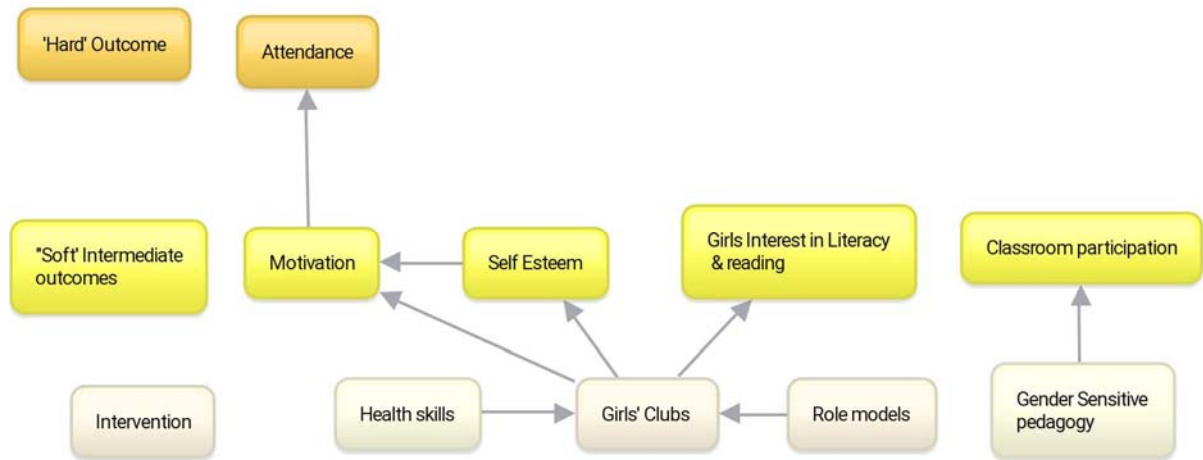 'Hard' Outcome
Attendance
"Soft' Intermediate
outcomes
Motivation
Self Esteem
Girls Interest in Literacy
& reading
Classroom participation
Intervention
Health skills
Girls' Clubs
Role models
Gender Sensitive
pedagogy